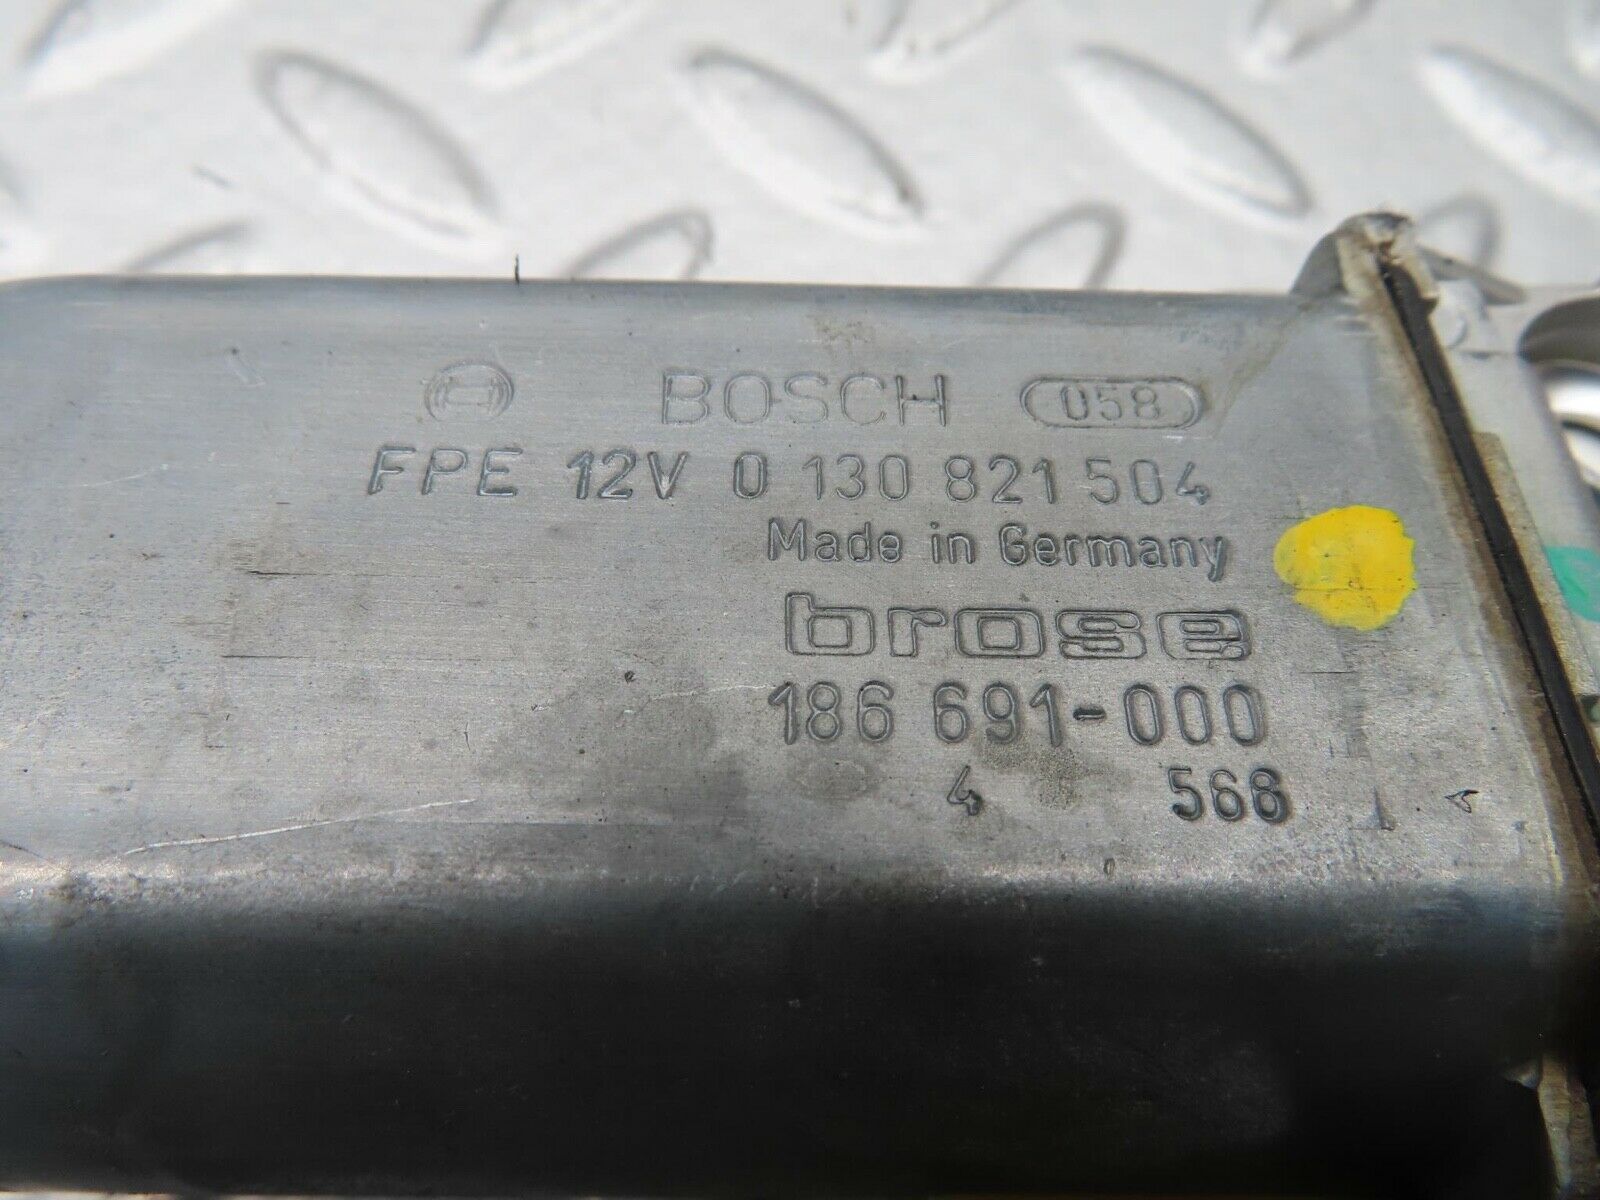 BOSCH 058
FPE 12V 0 130 821 504
Made in Germany
brose
186 691-000
4 568